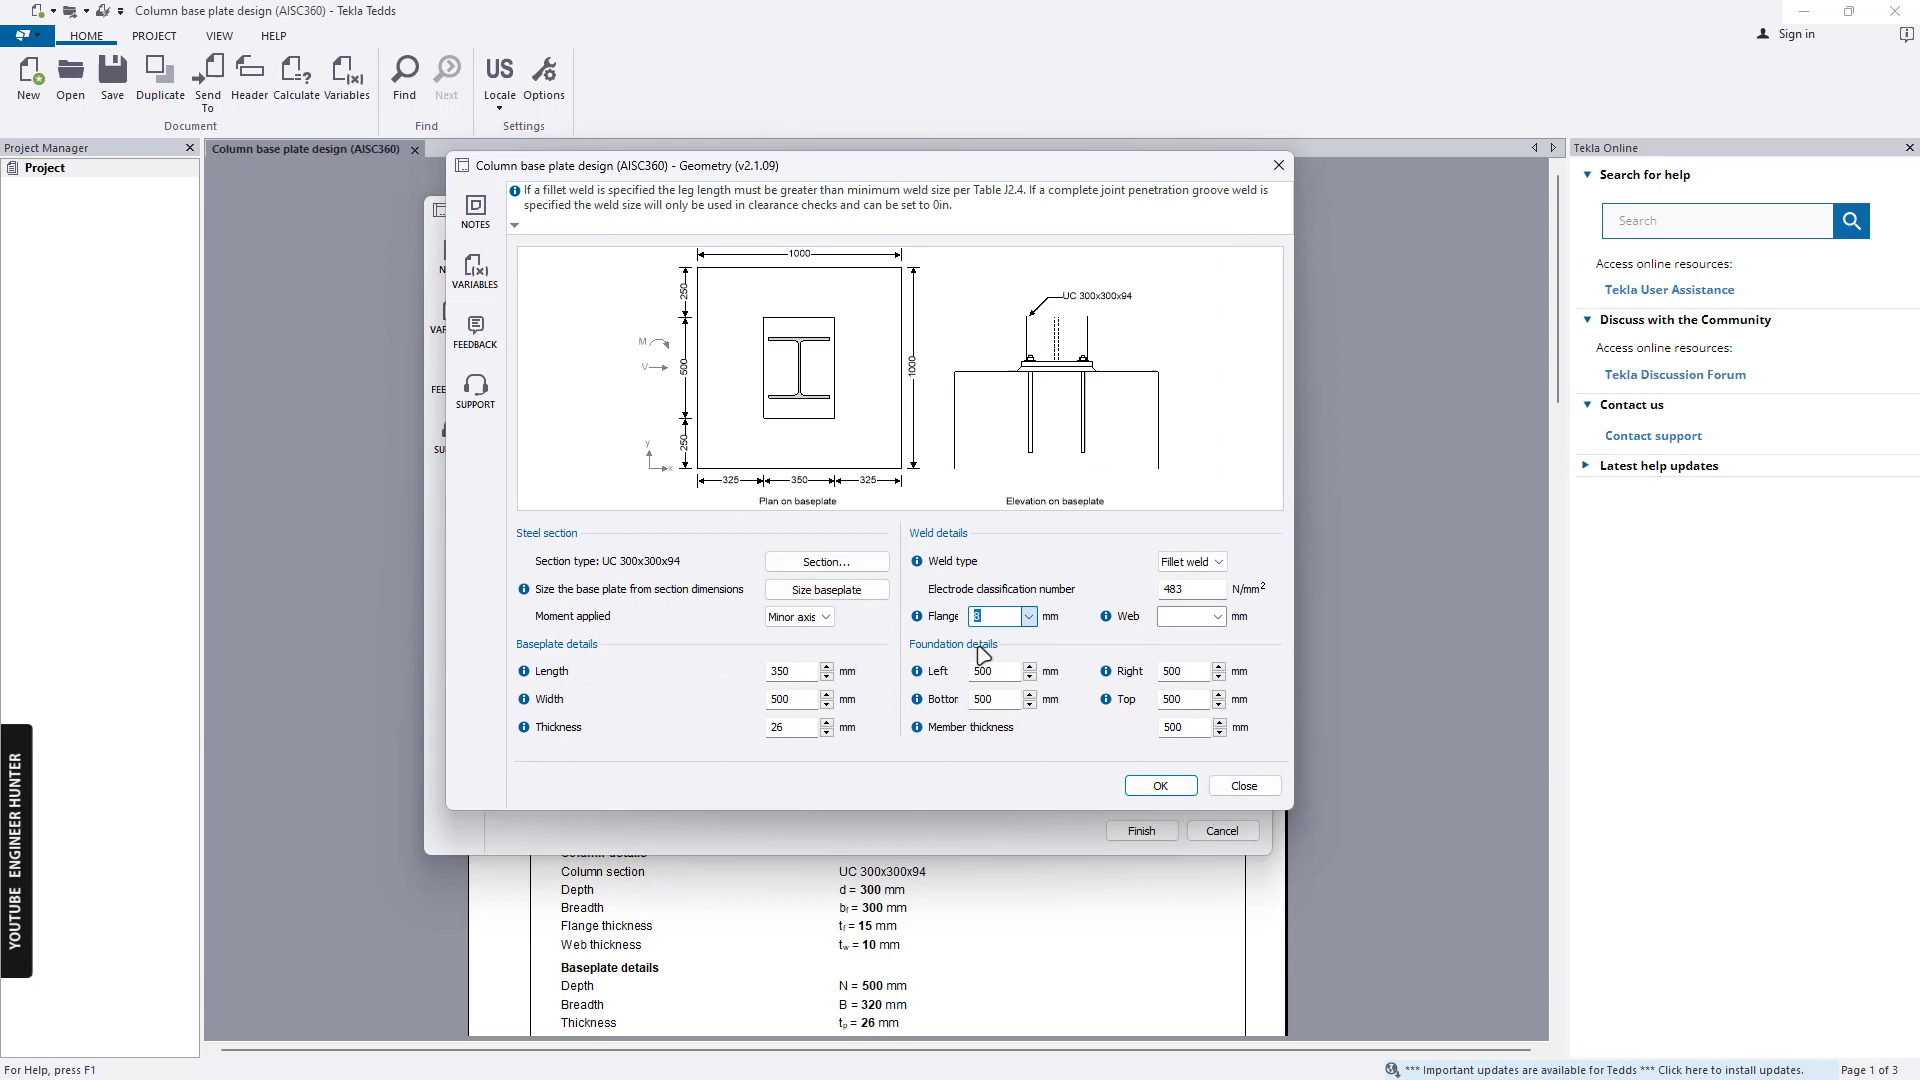 Column base plate design (AISC360) - Tekla Tedds
HOME
PROJECT
VIEW
HELP
Sign in
New
Open
Save
Duplicate
Send To
Header
Calculate
Variables
Find
Next
US
Locale
Options
Document
Find
Settings
Project Manager
Project
Column base plate design (AISC360)
Column base plate design (AISC360) - Geometry (v2.1.09)
NOTES
VARIABLES
FEEDBACK
SUPPORT
If a fillet weld is specified the leg length must be greater than minimum weld size per Table J2.4. If a complete joint penetration groove weld is
specified the weld size will only be used in clearance checks and can be set to 0in.
1000
250
500
250
1000
325
350
325
M
V
y
x
Plan on baseplate
UC 300x300x94
Elevation on baseplate
Steel section
Section type: UC 300x300x94
Section...
Size the base plate from section dimensions
Size baseplate
Moment applied
Minor axis
Baseplate details
Length 350 mm
Width 500 mm
Thickness 26 mm
Weld details
Weld type Fillet weld
Electrode classification number 483 N/mm2
Flange 8 mm
Web mm
Foundation details
Left 500 mm
Right 500 mm
Bottor 500 mm
Top 500 mm
Member thickness 500 mm
OK
Close
Finish
Cancel
Column section UC 300x300x94
Depth d = 300 mm
Breadth bf = 300 mm
Flange thickness tf = 15 mm
Web thickness tw = 10 mm
Baseplate details
Depth N = 500 mm
Breadth B = 320 mm
Thickness tp = 26 mm
Tekla Online
Search for help
Search
Access online resources:
Tekla User Assistance
Discuss with the Community
Access online resources:
Tekla Discussion Forum
Contact us
Contact support
Latest help updates
YOUTUBE ENGINEER HUNTER
For Help, press F1
*** Important updates are available for Tedds *** Click here to install updates.
Page 1 of 3